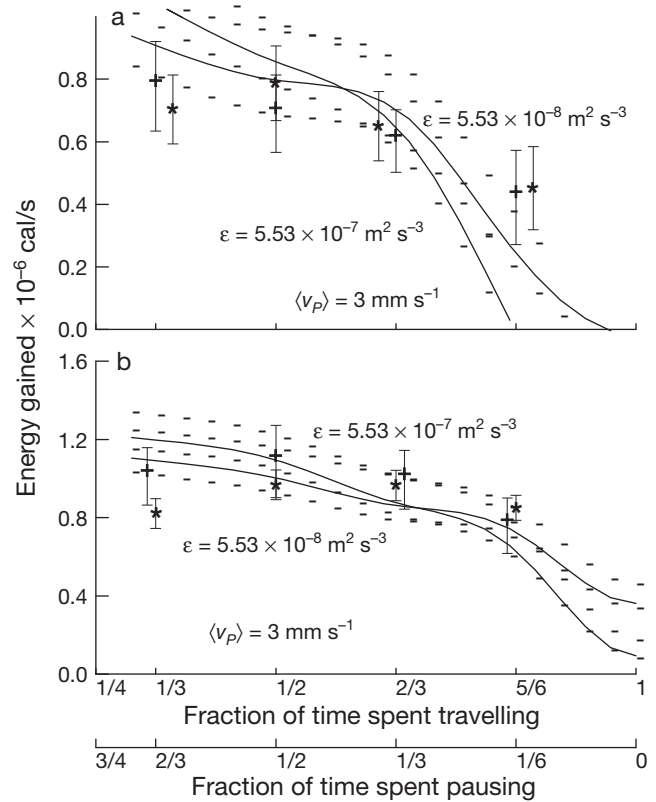 a
0.8
0.6
0.4
0.2
0.0
ε = 5.53 × 10⁻⁸ m² s⁻³
ε = 5.53 × 10⁻⁷ m² s⁻³
⟨vP⟩ = 3 mm s⁻¹
Energy gained × 10⁻⁶ cal/s
b
1.6
1.2
0.8
0.4
0.0
ε = 5.53 × 10⁻⁷ m² s⁻³
ε = 5.53 × 10⁻⁸ m² s⁻³
⟨vP⟩ = 3 mm s⁻¹
1/4 1/3 1/2 2/3 5/6 1
Fraction of time spent travelling
3/4 2/3 1/2 1/3 1/6 0
Fraction of time spent pausing